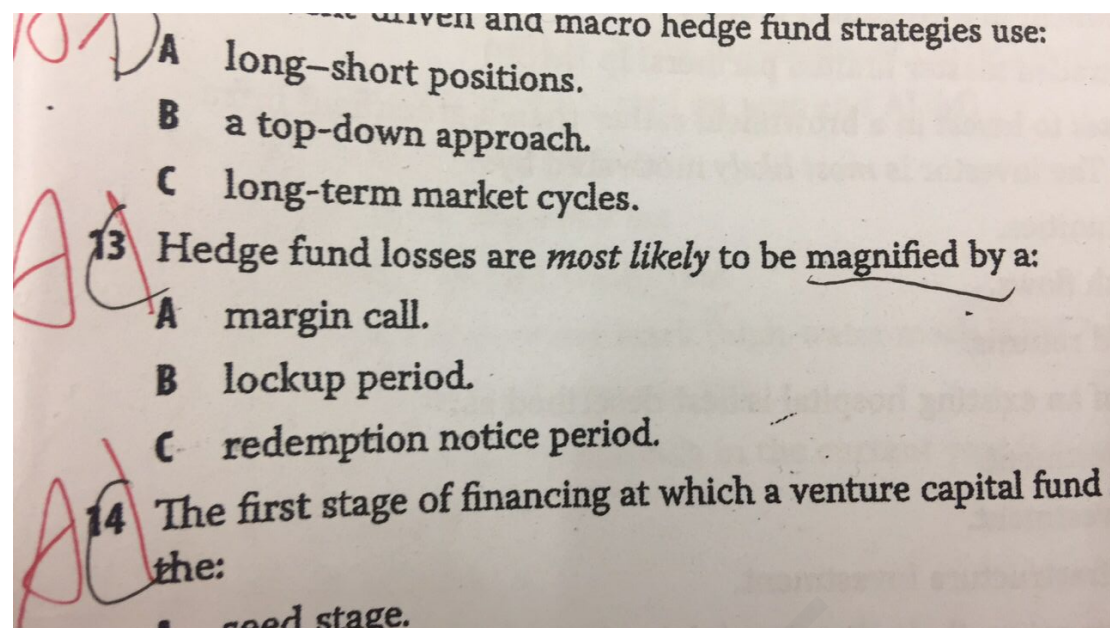 driven and macro hedge fund strategies use:
A long–short positions.
B a top-down approach.
C long-term market cycles.
13 Hedge fund losses are most likely to be magnified by a:
A margin call.
B lockup period.
C redemption notice period.
14 The first stage of financing at which a venture capital fund
the:
seed stage.